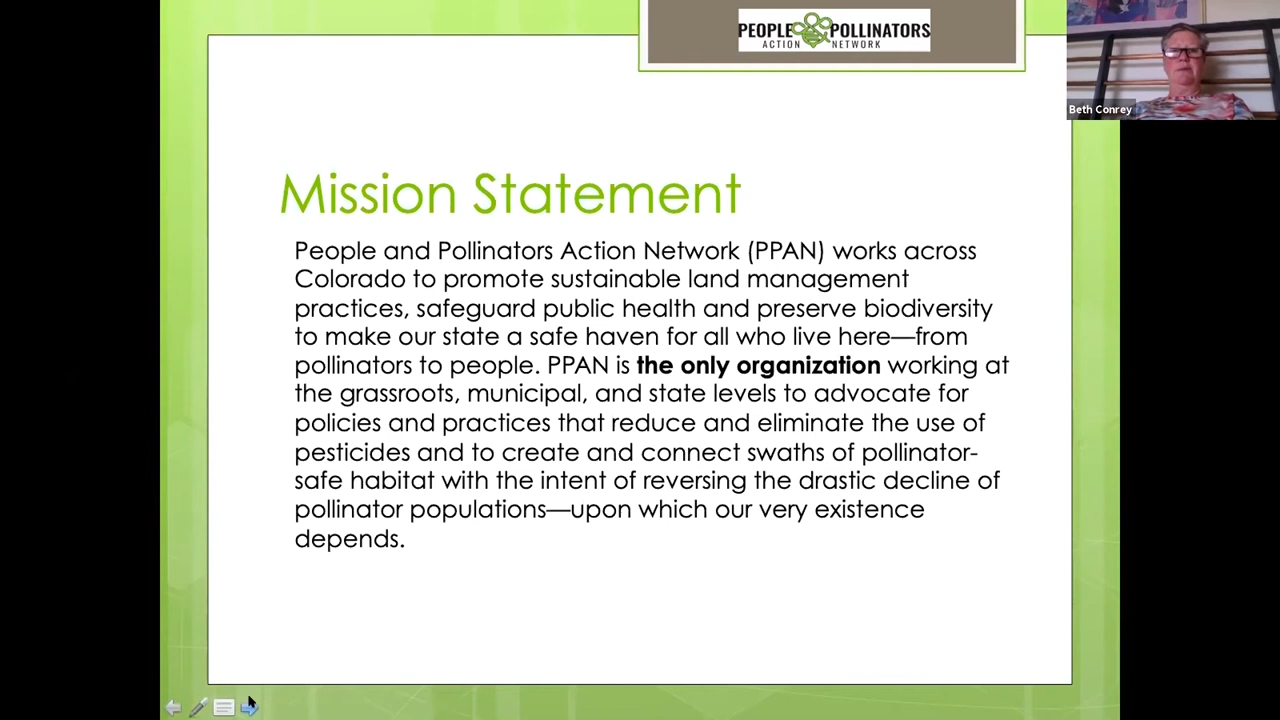 PEOPLE POLLINATORS
ACTION NETWORK
Beth Conrey
Mission Statement
People and Pollinators Action Network (PPAN) works across
Colorado to promote sustainable land management
practices, safeguard public health and preserve biodiversity
to make our state a safe haven for all who live here—from
pollinators to people. PPAN is the only organization working at
the grassroots, municipal, and state levels to advocate for
policies and practices that reduce and eliminate the use of
pesticides and to create and connect swaths of pollinator-
safe habitat with the intent of reversing the drastic decline of
pollinator populations—upon which our very existence
depends.